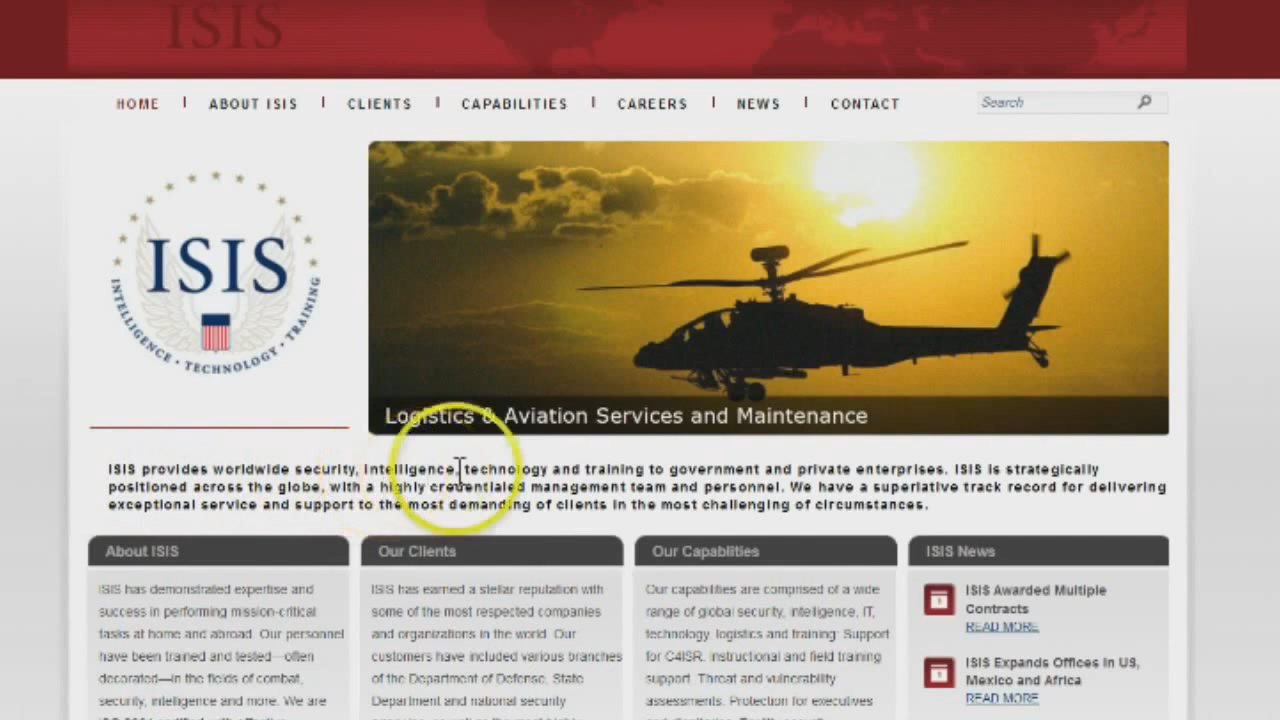 ISIS
HOME
ABOUT ISIS
CLIENTS
CAPABILITIES
CAREERS
NEWS
CONTACT
Search
ISIS
INTELLIGENCE • TECHNOLOGY • TRAINING
Logistics & Aviation Services and Maintenance
ISIS provides worldwide security, intelligence, technology and training to government and private enterprises. ISIS is strategically
positioned across the globe, with a highly credentialed management team and personnel. We have a superlative track record for delivering
exceptional service and support to the most demanding of clients in the most challenging of circumstances.
About ISIS
ISIS has demonstrated expertise and
success in performing mission-critical
tasks at home and abroad. Our personnel
have been trained and tested—often
decorated—in the fields of combat,
security, intelligence and more. We are
Our Clients
ISIS has earned a stellar reputation with
some of the most respected companies
and organizations in the world. Our
customers have included various branches
of the Department of Defense, State
Department and national security
Our Capablities
Our capabilities are comprised of a wide
range of global security, intelligence, IT,
technology, logistics and training: Support
for C4ISR, instructional and field training
support. Threat and vulnerability
assessments. Protection for executives
ISIS News
ISIS Awarded Multiple
Contracts
READ MORE
ISIS Expands Offices in US,
Mexico and Africa
READ MORE